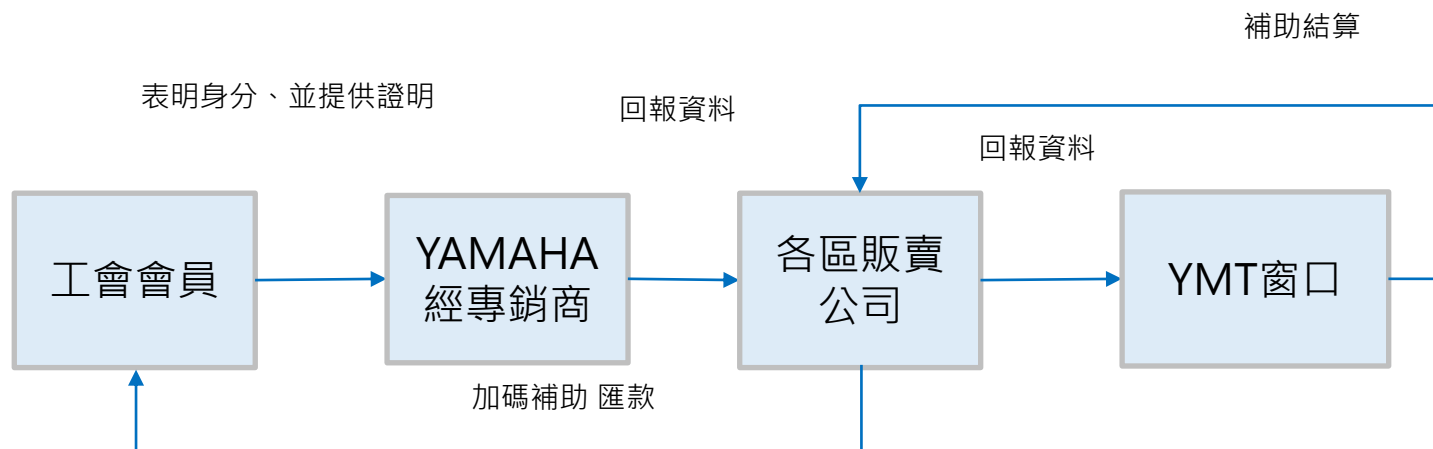 補助結算
表明身分、並提供證明
回報資料
回報資料
工會會員
YAMAHA
經專銷商
各區販賣
公司
YMT窗口
加碼補助 匯款